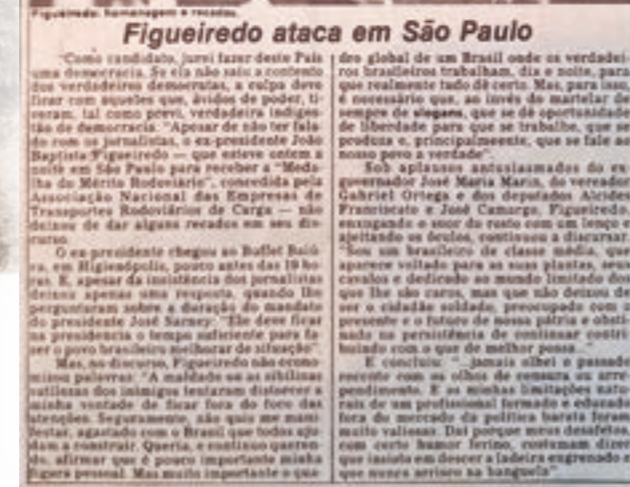 Figueiredo: homenagem e recados.
Figueiredo ataca em São Paulo
"Como candidato, jurei fazer deste País
uma democracia. Se ela não saiu a contento
dos verdadeiros democratas, a culpa deve
ficar com aqueles que, ávidos de poder, ti-
veram, tal como previ, verdadeira indiges-
tão de democracia. "Apesar de não ter fala-
do com os jornalistas, o ex-presidente João
Baptista Figueiredo — que esteve ontem a
noite em São Paulo para receber a "Meda-
lha do Mérito Rodoviário", concedida pela
Associação Nacional das Empresas de
Transportes Rodoviários de Carga — não
deixou de dar alguns recados em seu dis-
curso.
O ex-presidente chegou ao Buffet Baiú-
ca, em Higienópolis, pouco antes das 19 ho-
ras. E, apesar da insistência dos jornalistas
deixou apenas uma resposta, quando lhe
perguntaram sobre a duração do mandato
do presidente José Sarney: "Ele deve ficar
na presidência o tempo suficiente para fa-
zer o povo brasileiro melhorar de situação"
Mas, no discurso, Figueiredo não econo-
mizou palavras: "A maldade ou as
dos inimigos tentaram distorcer a
minha vontade de ficar fora do foco das
atenções. Seguramente, não quis me mani-
festar, agastado com o Brasil que todos aju-
dam a construir. Queria, e continuo queren-
do, afirmar que é pouco importante minha
figura pessoal. Mas muito importante o qua-
dro global de um Brasil onde os verdadei-
ros brasileiros trabalham, dia e noite, para
que realmente tudo dê certo. Mas, para isso,
é necessário que, ao invés do martelar de
sempre de slogans, que se dê oportunidade
de liberdade para que se trabalhe, que se
produza e, principalmente, que se fale ao
nosso povo a verdade"
Sob aplausos entusiasmados do ex-
governador José Maria Marin, do vereador
Gabriel Ortega e dos deputados Alcides
Franciscato e José Camargo, Figueiredo,
enxugando o suor do rosto com um lenço e
ajeitando os óculos, continuou a discursar.
"Sou um brasileiro de classe média, que
aparece voltado para as suas plantas, seus
cavalos e dedicado ao mundo limitado dos
que lhe são caros, mas que não deixou de
ser o cidadão soldado, preocupado com o
presente e o futuro de nossa pátria e obsti-
nado na persistência de continuar contri-
buindo com o que de melhor possa."
E concluiu: "...jamais olhei o passado
recente com os olhos de censura ou arre-
pendimento. E as minhas limitações natu-
rais de um profissional formado e educado
fora do mercado da política barata foram
muito valiosas. Daí porque meus desafetos,
com certo humor ferino, costumam dizer
que insisto em descer a ladeira engrenado e
que nunca arrisco na banguela"